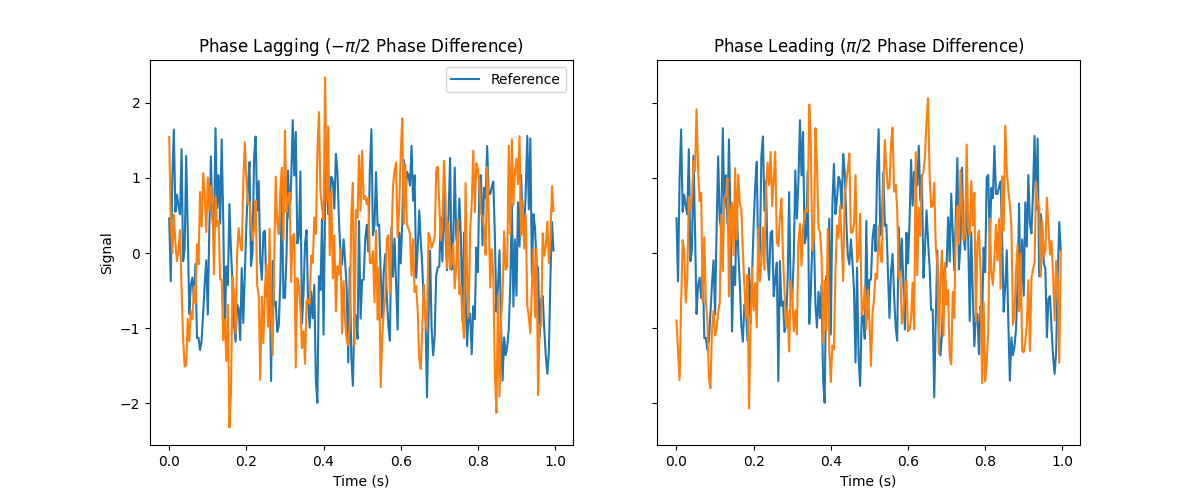 Phase Lagging (−π/2 Phase Difference)
Phase Leading (π/2 Phase Difference)
Reference
Signal
2
1
0
−1
−2
0.0 0.2 0.4 0.6 0.8 1.0
0.0 0.2 0.4 0.6 0.8 1.0
Time (s)
Time (s)